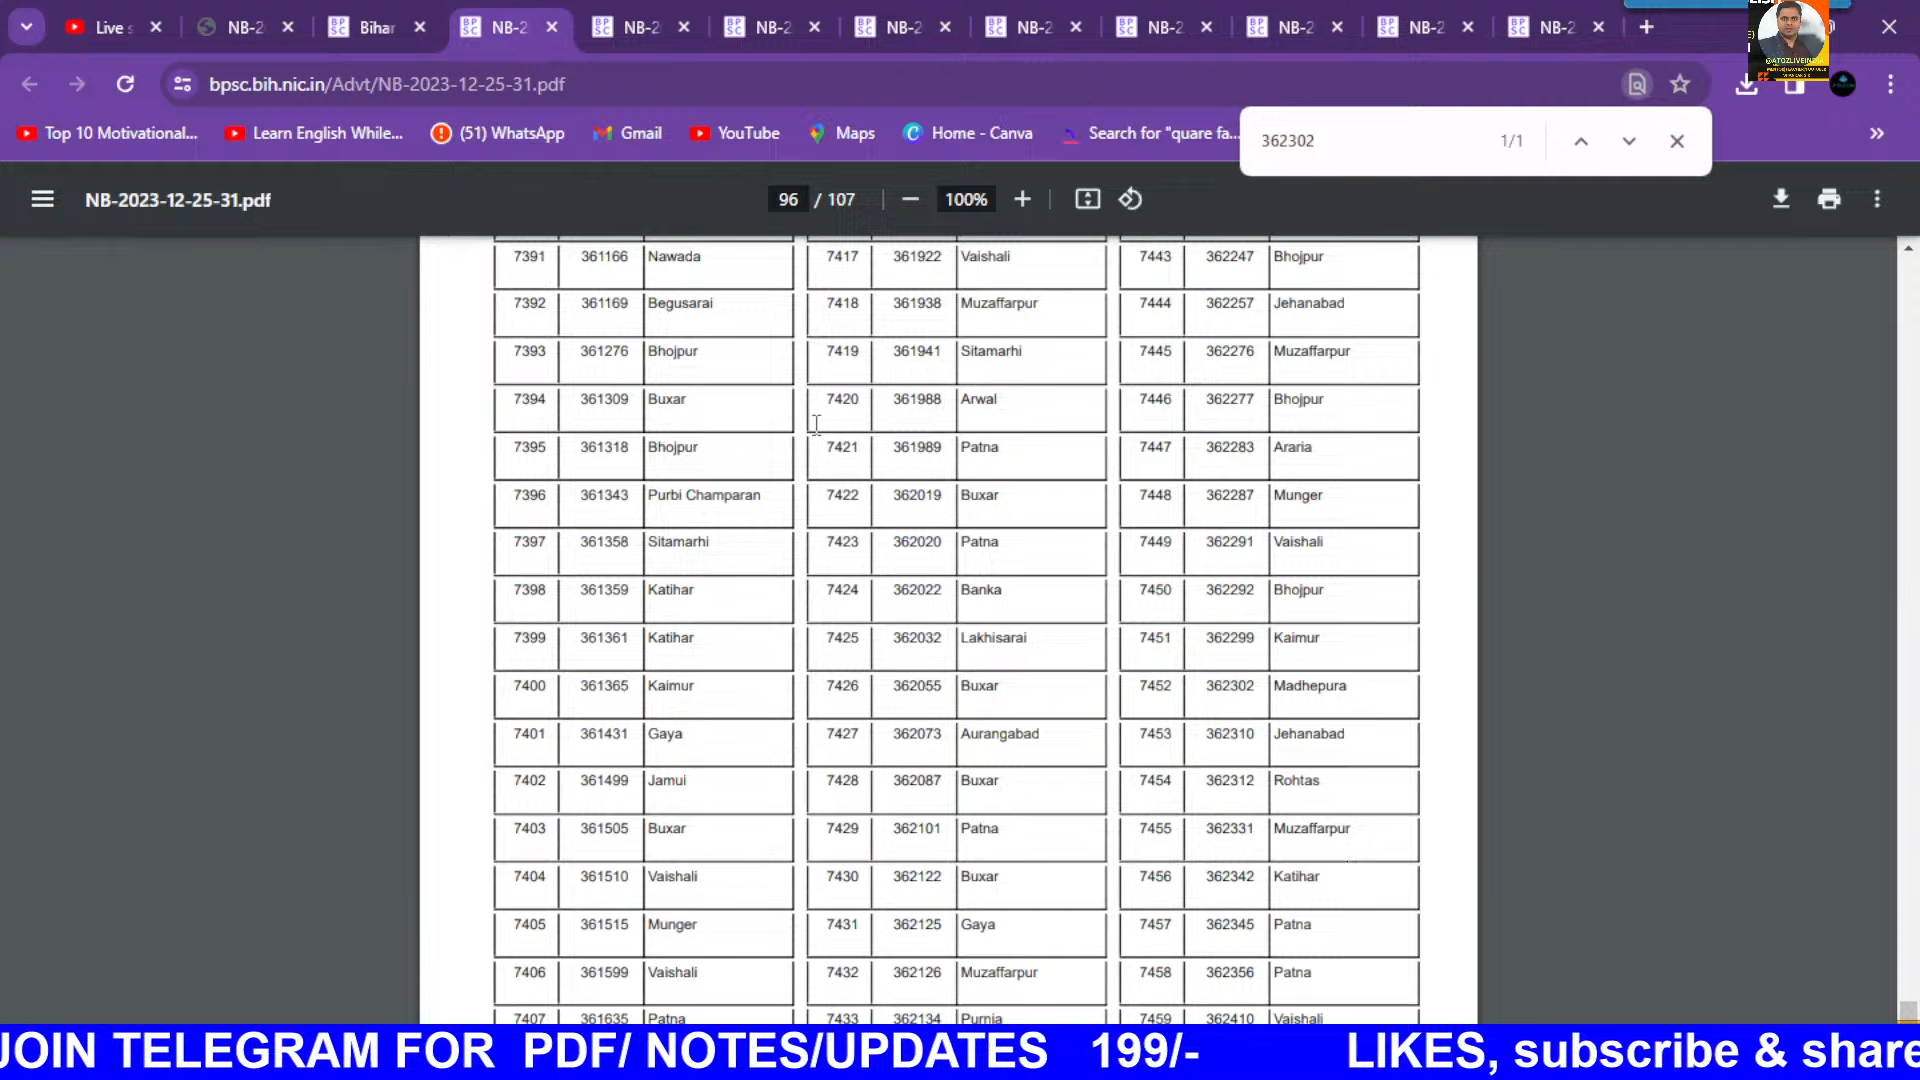 Live s NB-2 Bihar NB-2 NB-2 NB-2 NB-2 NB-2 NB-2 NB-2 NB-2 NB-2
bpsc.bih.nic.in/Advt/NB-2023-12-25-31.pdf
@ATOZLIVEINDIA
Top 10 Motivational... Learn English While... (51) WhatsApp Gmail YouTube Maps Home - Canva Search for "quare fa...
362302 1/1
NB-2023-12-25-31.pdf 96 / 107 100%
7391 361166 Nawada 7417 361922 Vaishali 7443 362247 Bhojpur
7392 361169 Begusarai 7418 361938 Muzaffarpur 7444 362257 Jehanabad
7393 361276 Bhojpur 7419 361941 Sitamarhi 7445 362276 Muzaffarpur
7394 361309 Buxar 7420 361988 Arwal 7446 362277 Bhojpur
7395 361318 Bhojpur 7421 361989 Patna 7447 362283 Araria
7396 361343 Purbi Champaran 7422 362019 Buxar 7448 362287 Munger
7397 361358 Sitamarhi 7423 362020 Patna 7449 362291 Vaishali
7398 361359 Katihar 7424 362022 Banka 7450 362292 Bhojpur
7399 361361 Katihar 7425 362032 Lakhisarai 7451 362299 Kaimur
7400 361365 Kaimur 7426 362055 Buxar 7452 362302 Madhepura
7401 361431 Gaya 7427 362073 Aurangabad 7453 362310 Jehanabad
7402 361499 Jamui 7428 362087 Buxar 7454 362312 Rohtas
7403 361505 Buxar 7429 362101 Patna 7455 362331 Muzaffarpur
7404 361510 Vaishali 7430 362122 Buxar 7456 362342 Katihar
7405 361515 Munger 7431 362125 Gaya 7457 362345 Patna
7406 361599 Vaishali 7432 362126 Muzaffarpur 7458 362356 Patna
7407 361635 Patna 7433 362134 Purnia 7459 362410 Vaishali
JOIN TELEGRAM FOR PDF/ NOTES/UPDATES 199/- LIKES, subscribe & share